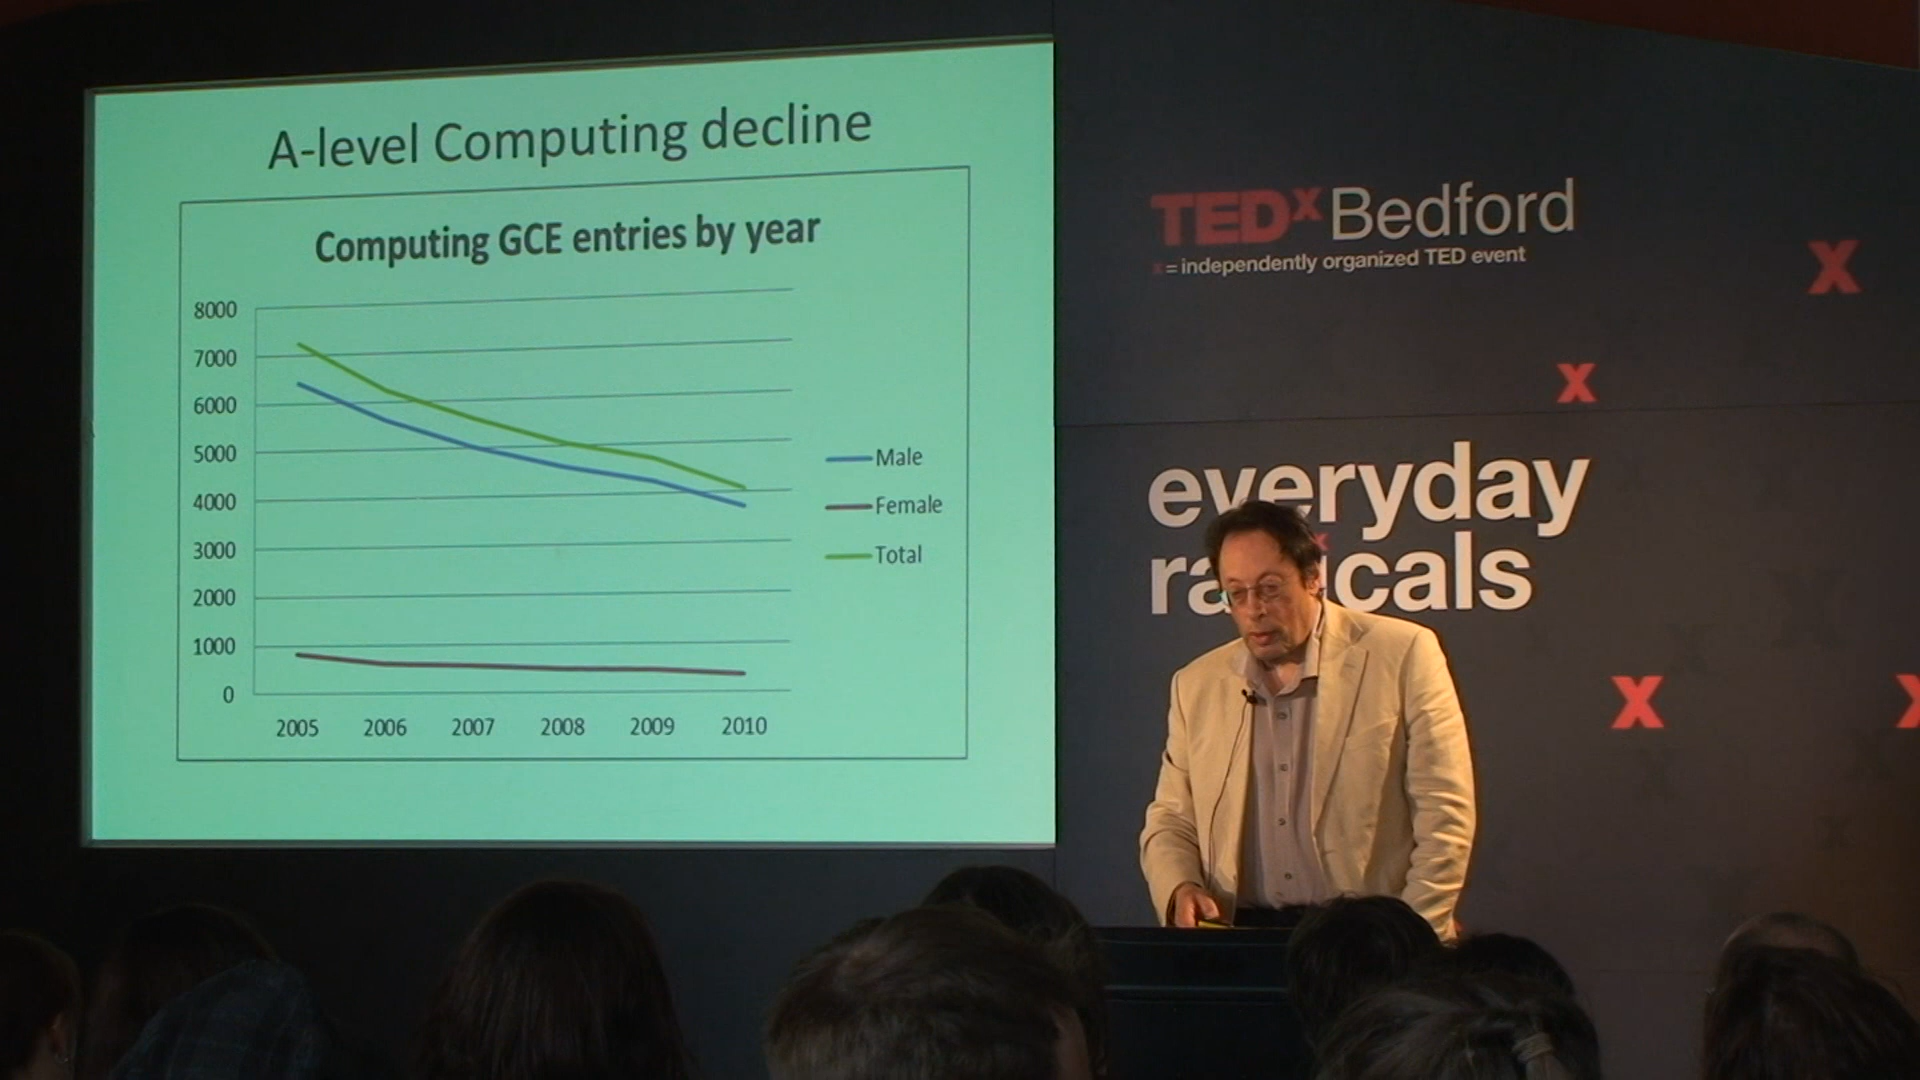 A-level Computing decline
Computing GCE entries by year
8000
7000
6000
5000
4000
3000
2000
1000
0
2005 2006 2007 2008 2009 2010
Male
Female
Total
TEDx Bedford
x = independently organized TED event
x
x
everyday
x
x